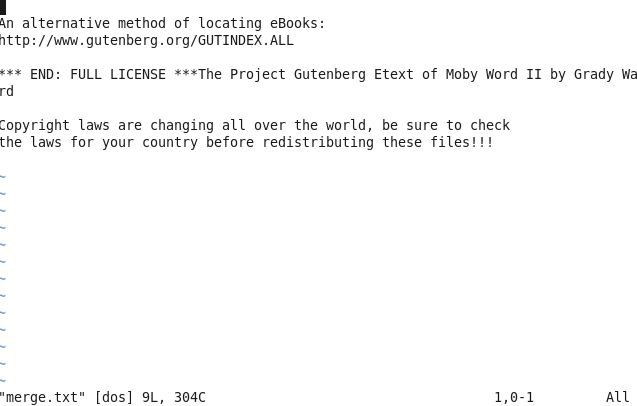 An alternative method of locating eBooks:
http://www.gutenberg.org/GUTINDEX.ALL
*** END: FULL LICENSE ***The Project Gutenberg Etext of Moby Word II by Grady Wa
rd
Copyright laws are changing all over the world, be sure to check
the laws for your country before redistributing these files!!!
~
~
~
~
~
~
~
~
~
~
~
~
~
"merge.txt" [dos] 9L, 304C 1,0-1 All